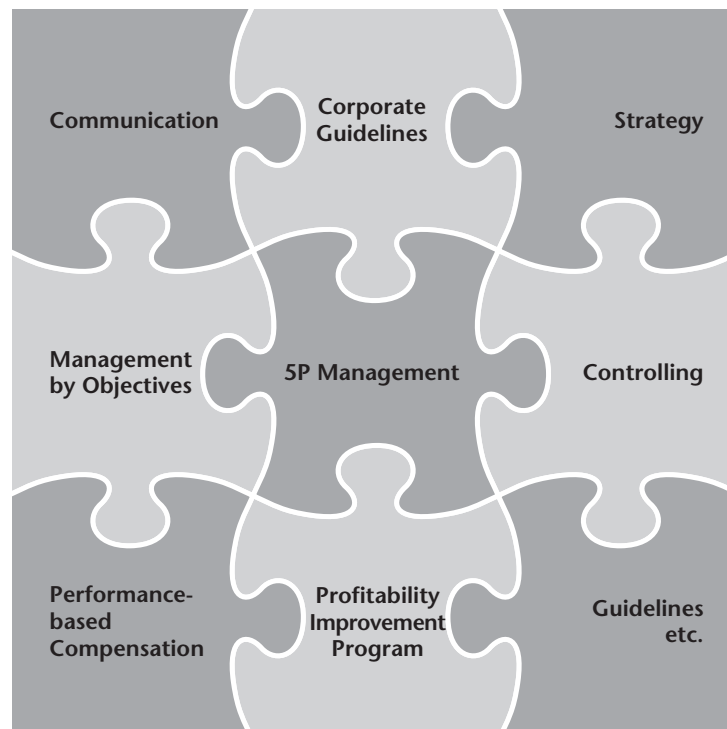 Communication
Corporate
Guidelines
Strategy
Management
by Objectives
5P Management
Controlling
Performance-
based
Compensation
Profitability
Improvement
Program
Guidelines
etc.